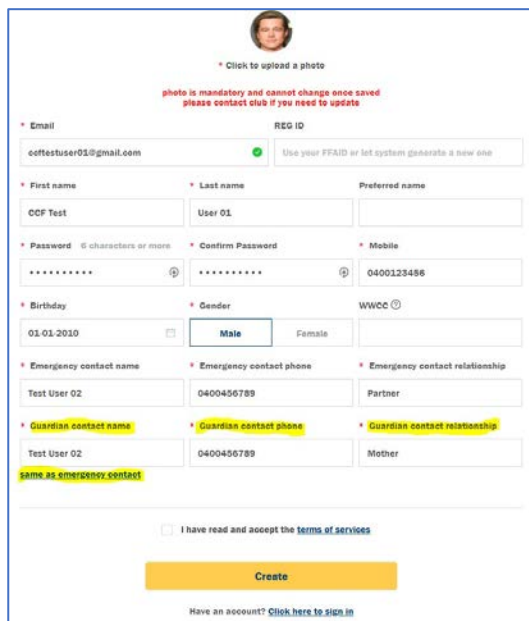 * Click to upload a photo
photo is mandatory and cannot change once saved
please contact club if you need to update
* Email REG ID
ccftestuser01@gmail.com Use your FFAID or let system generate a new one
* First name * Last name Preferred name
CCF Test User 01
* Password 6 characters or more * Confirm Password * Mobile
•••••••••• •••••••••• 0400123456
* Birthday * Gender WWCC ?
01-01-2010 Male Female
* Emergency contact name * Emergency contact phone * Emergency contact relationship
Test User 02 0400456789 Partner
* Guardian contact name * Guardian contact phone * Guardian contact relationship
Test User 02 0400456789 Mother
same as emergency contact
I have read and accept the terms of services
Create
Have an account? Click here to sign in